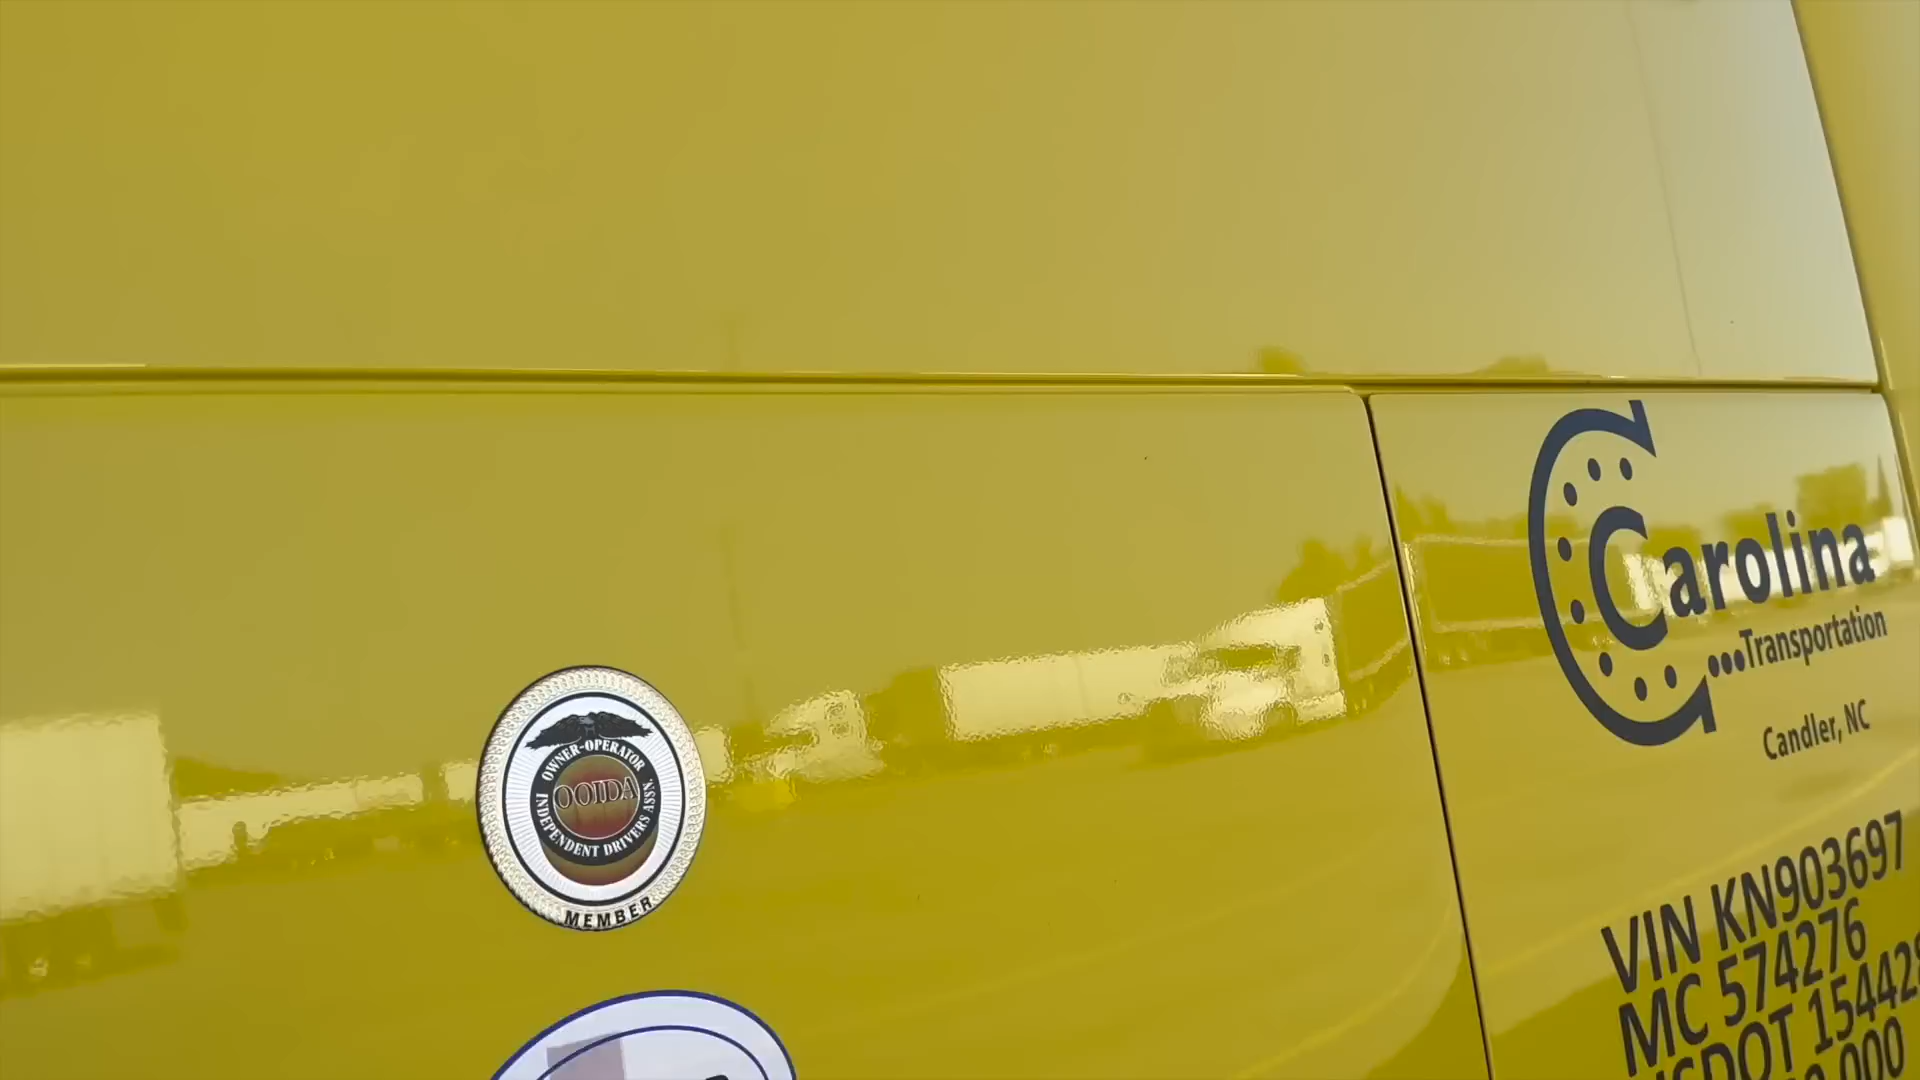 OWNER-OPERATOR
OOIDA
INDEPENDENT DRIVERS ASSN.
MEMBER
Carolina
...Transportation
Candler, NC
VIN KN903697
MC 574276